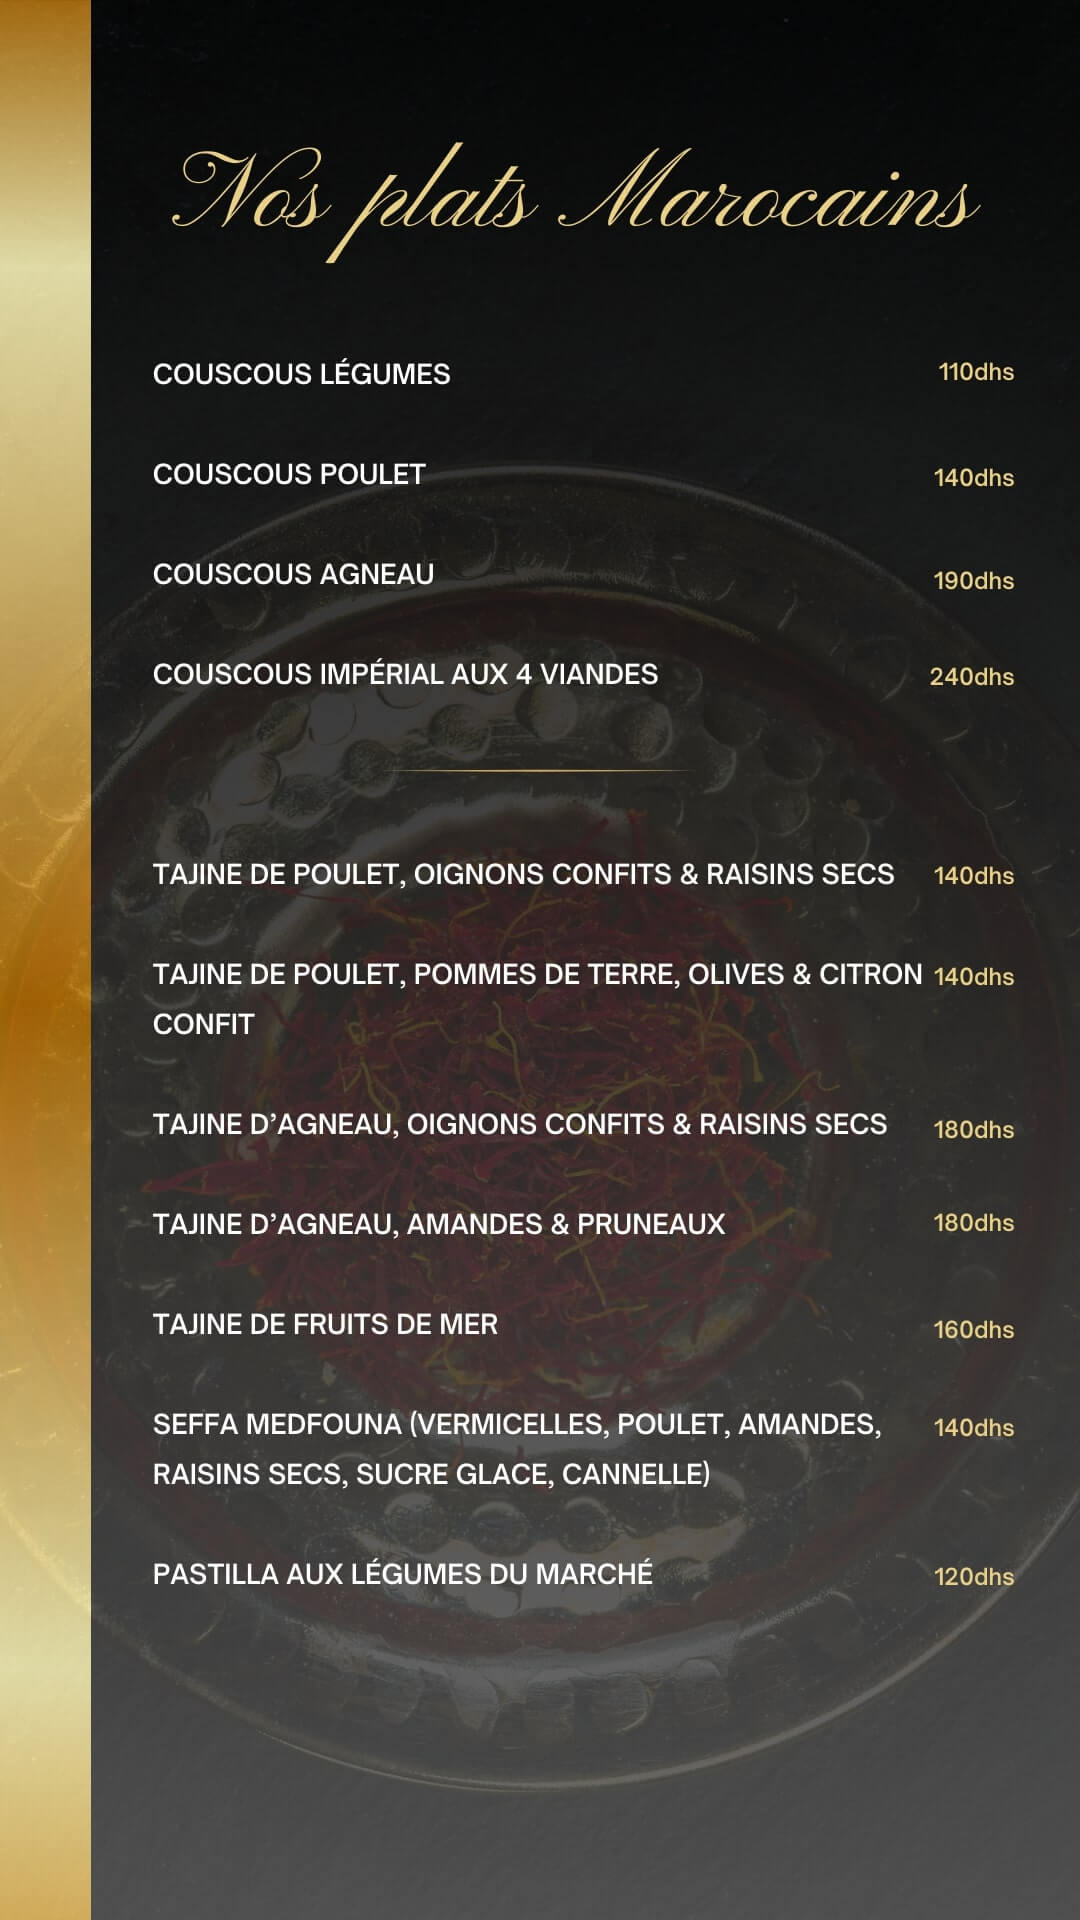 Nos plats Marocains
COUSCOUS LÉGUMES 110dhs
COUSCOUS POULET 140dhs
COUSCOUS AGNEAU 190dhs
COUSCOUS IMPÉRIAL AUX 4 VIANDES 240dhs
TAJINE DE POULET, OIGNONS CONFITS & RAISINS SECS 140dhs
TAJINE DE POULET, POMMES DE TERRE, OLIVES & CITRON 140dhs
CONFIT
TAJINE D’AGNEAU, OIGNONS CONFITS & RAISINS SECS 180dhs
TAJINE D’AGNEAU, AMANDES & PRUNEAUX 180dhs
TAJINE DE FRUITS DE MER 160dhs
SEFFA MEDFOUNA (VERMICELLES, POULET, AMANDES, 140dhs
RAISINS SECS, SUCRE GLACE, CANNELLE)
PASTILLA AUX LÉGUMES DU MARCHÉ 120dhs